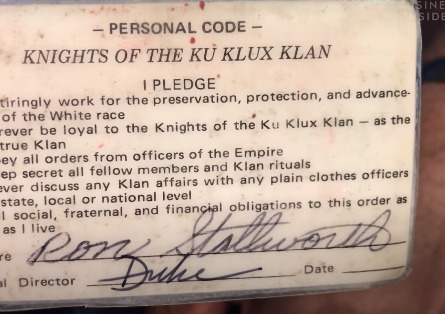 — PERSONAL CODE —
KNIGHTS OF THE KU KLUX KLAN
I PLEDGE
tiringly work for the preservation, protection, and advance-
of the White race
rever be loyal to the Knights of the Ku Klux Klan — as the
true Klan
ey all orders from officers of the Empire
ep secret all fellow members and Klan rituals
ever discuss any Klan affairs with any plain clothes officers
state, local or national level
l social, fraternal, and financial obligations to this order as
as I live
re Ron Stallworth
Duke
al Director Date